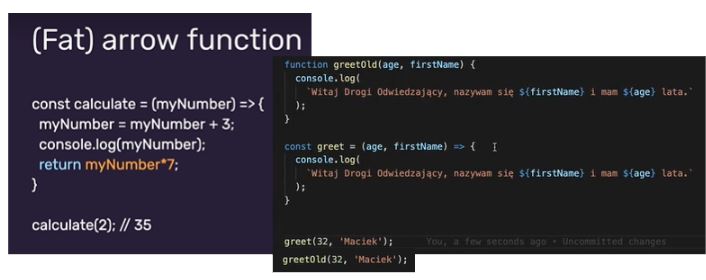 (Fat) arrow function
const calculate = (myNumber) => {
myNumber = myNumber + 3;
console.log(myNumber);
return myNumber*7;
}
calculate(2); // 35
function greetOld(age, firstName) {
console.log(
`Witaj Drogi Odwiedzający, nazywam się ${firstName} i mam ${age} lata.`
);
}
const greet = (age, firstName) => {
console.log(
`Witaj Drogi Odwiedzający, nazywam się ${firstName} i mam ${age} lata.`
);
}
greet(32, 'Maciek'); You, a few seconds ago • Uncommitted changes
greetOld(32, 'Maciek');